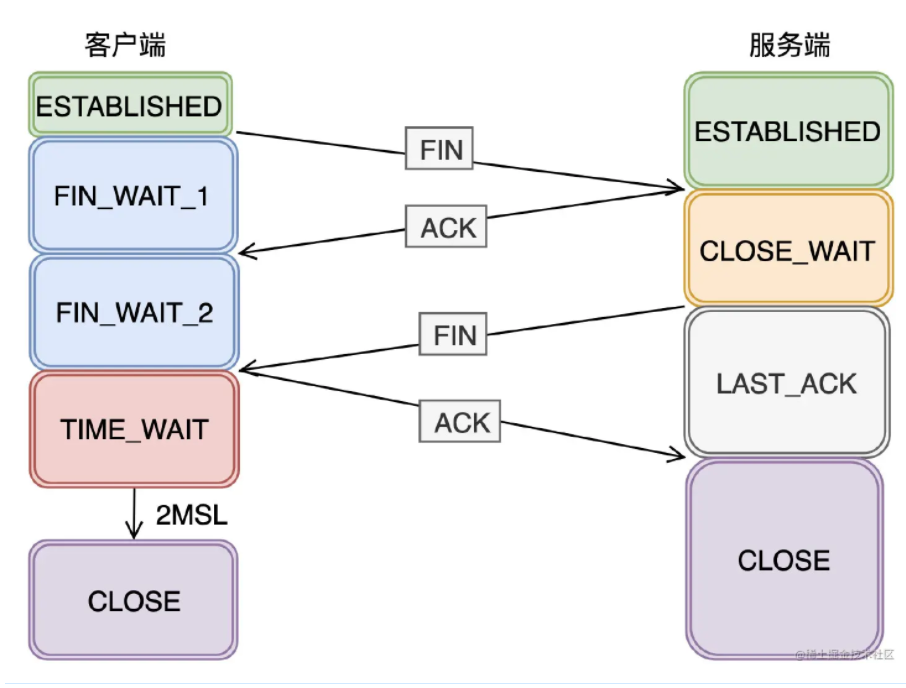 客户端
服务端
ESTABLISHED
ESTABLISHED
FIN
FIN_WAIT_1
ACK
CLOSE_WAIT
FIN_WAIT_2
FIN
LAST_ACK
TIME_WAIT
ACK
2MSL
CLOSE
CLOSE
@稀土掘金技术社区